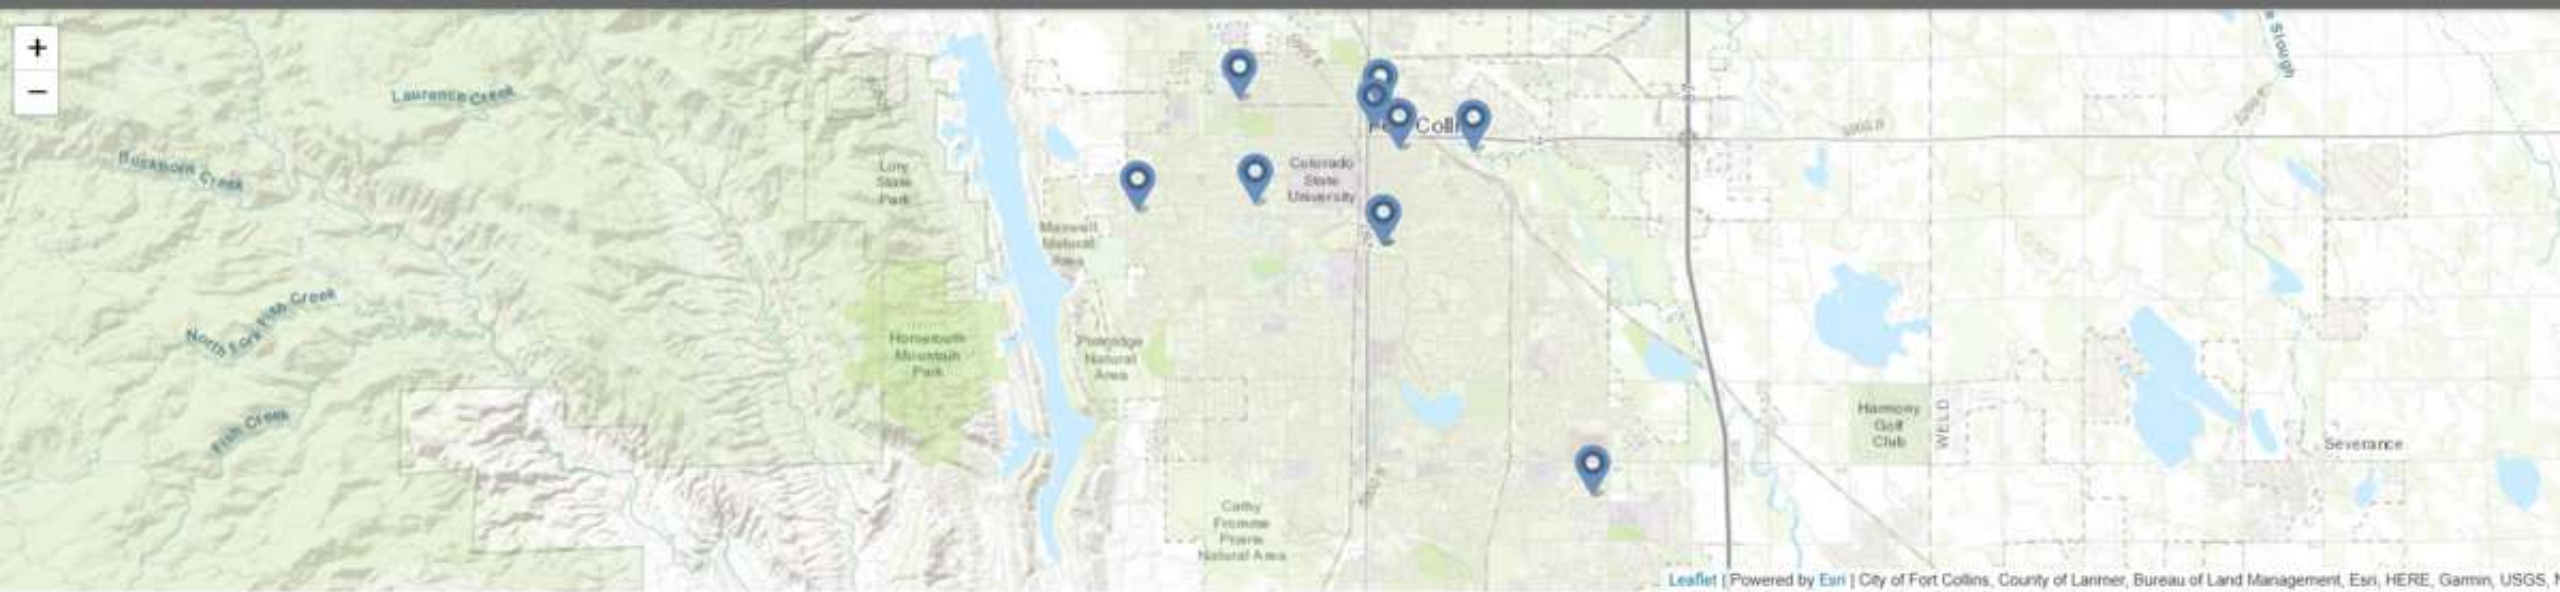 +
−
Laurence Creek
Buckhorn Creek
North Fork Fish Creek
Fish Creek
Lory
State
Park
Horsetooth
Mountain
Park
Maxwell
Natural
Area
Pineridge
Natural
Area
Cathy
Fromme
Prairie
Natural Area
Colorado
State
University
Coll
Slough
Harmony
Golf
Club
WELD
Severance
Leaflet | Powered by Esri | City of Fort Collins, County of Larimer, Bureau of Land Management, Esri, HERE, Garmin, USGS,